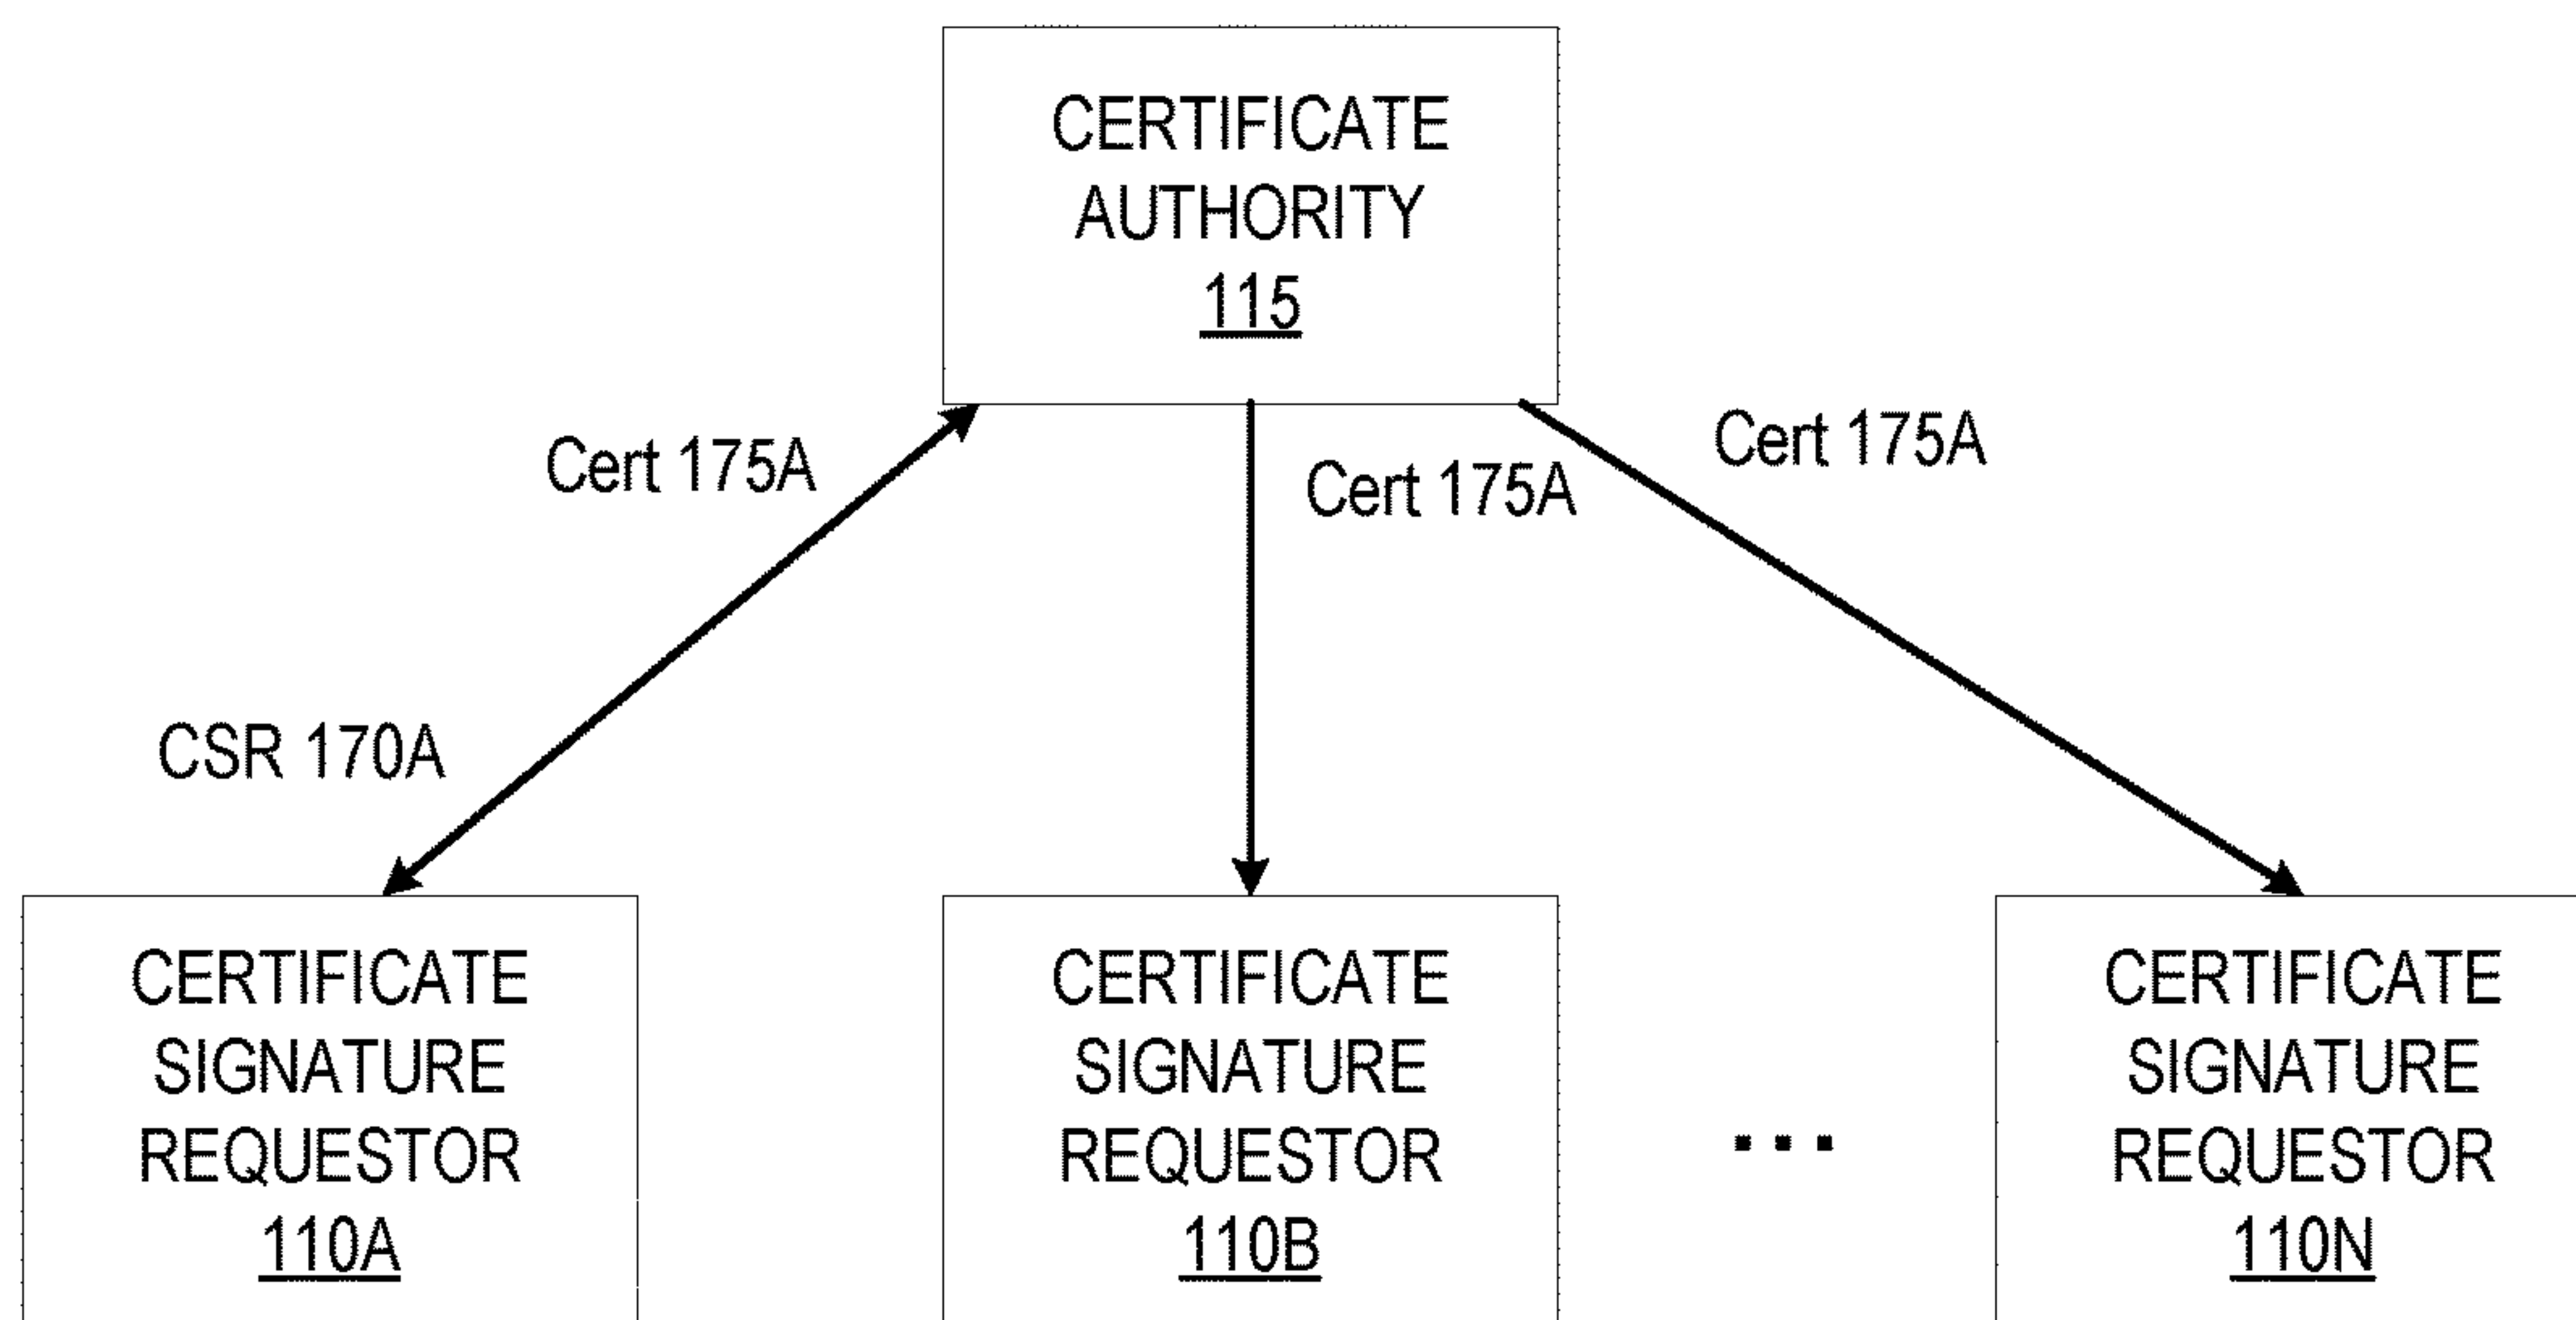 CERTIFICATE
AUTHORITY
115
Cert 175A
Cert 175A
Cert 175A
CSR 170A
CERTIFICATE
SIGNATURE
REQUESTOR
110A
CERTIFICATE
SIGNATURE
REQUESTOR
110B
...
CERTIFICATE
SIGNATURE
REQUESTOR
110N